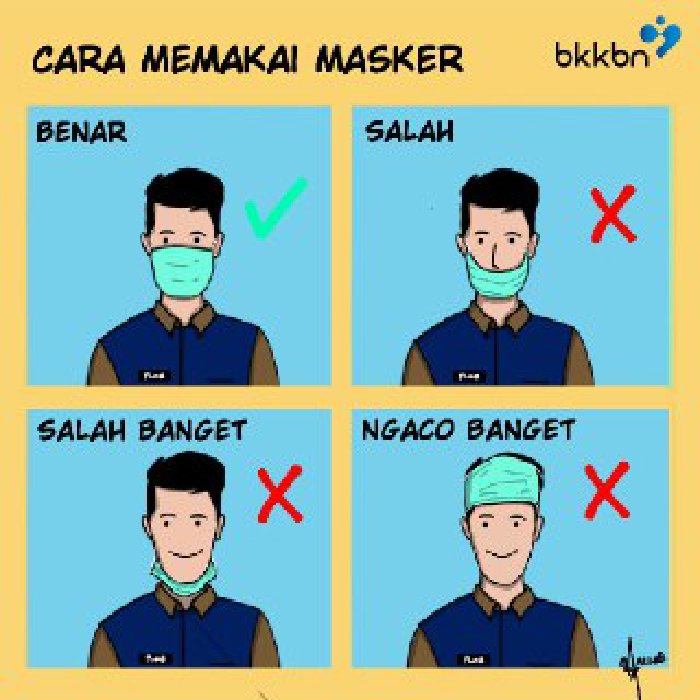 CARA MEMAKAI MASKER
bkkbn
BENAR
SALAH
SALAH BANGET
NGACO BANGET